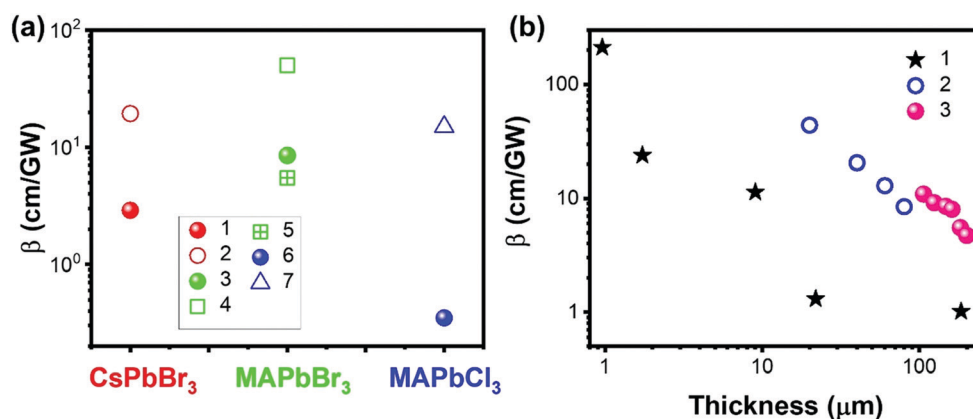 (a)
β (cm/GW)
10²
10¹
10⁰
1
2
3
4
5
6
7
CsPbBr₃ MAPbBr₃ MAPbCl₃
(b)
β (cm/GW)
100
10
1
1
2
3
1 10 100
Thickness (μm)